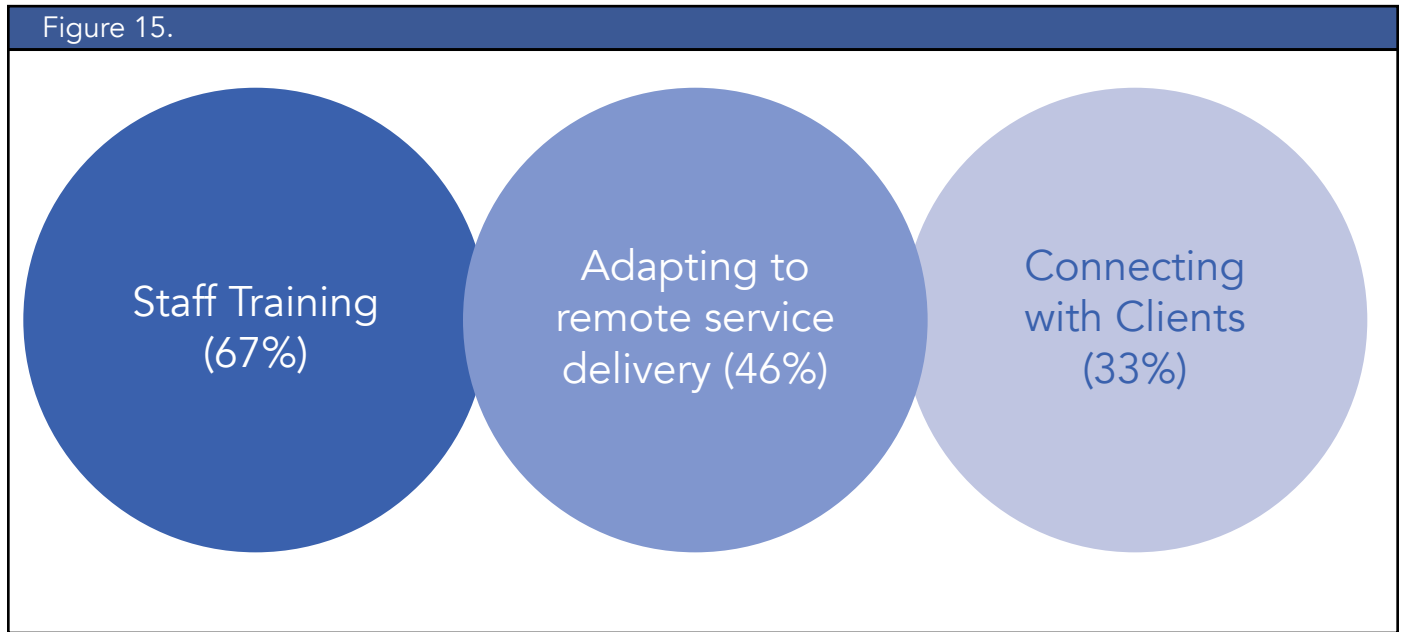 Figure 15.
Staff Training
(67%)
Adapting to
remote service
delivery (46%)
Connecting
with Clients
(33%)